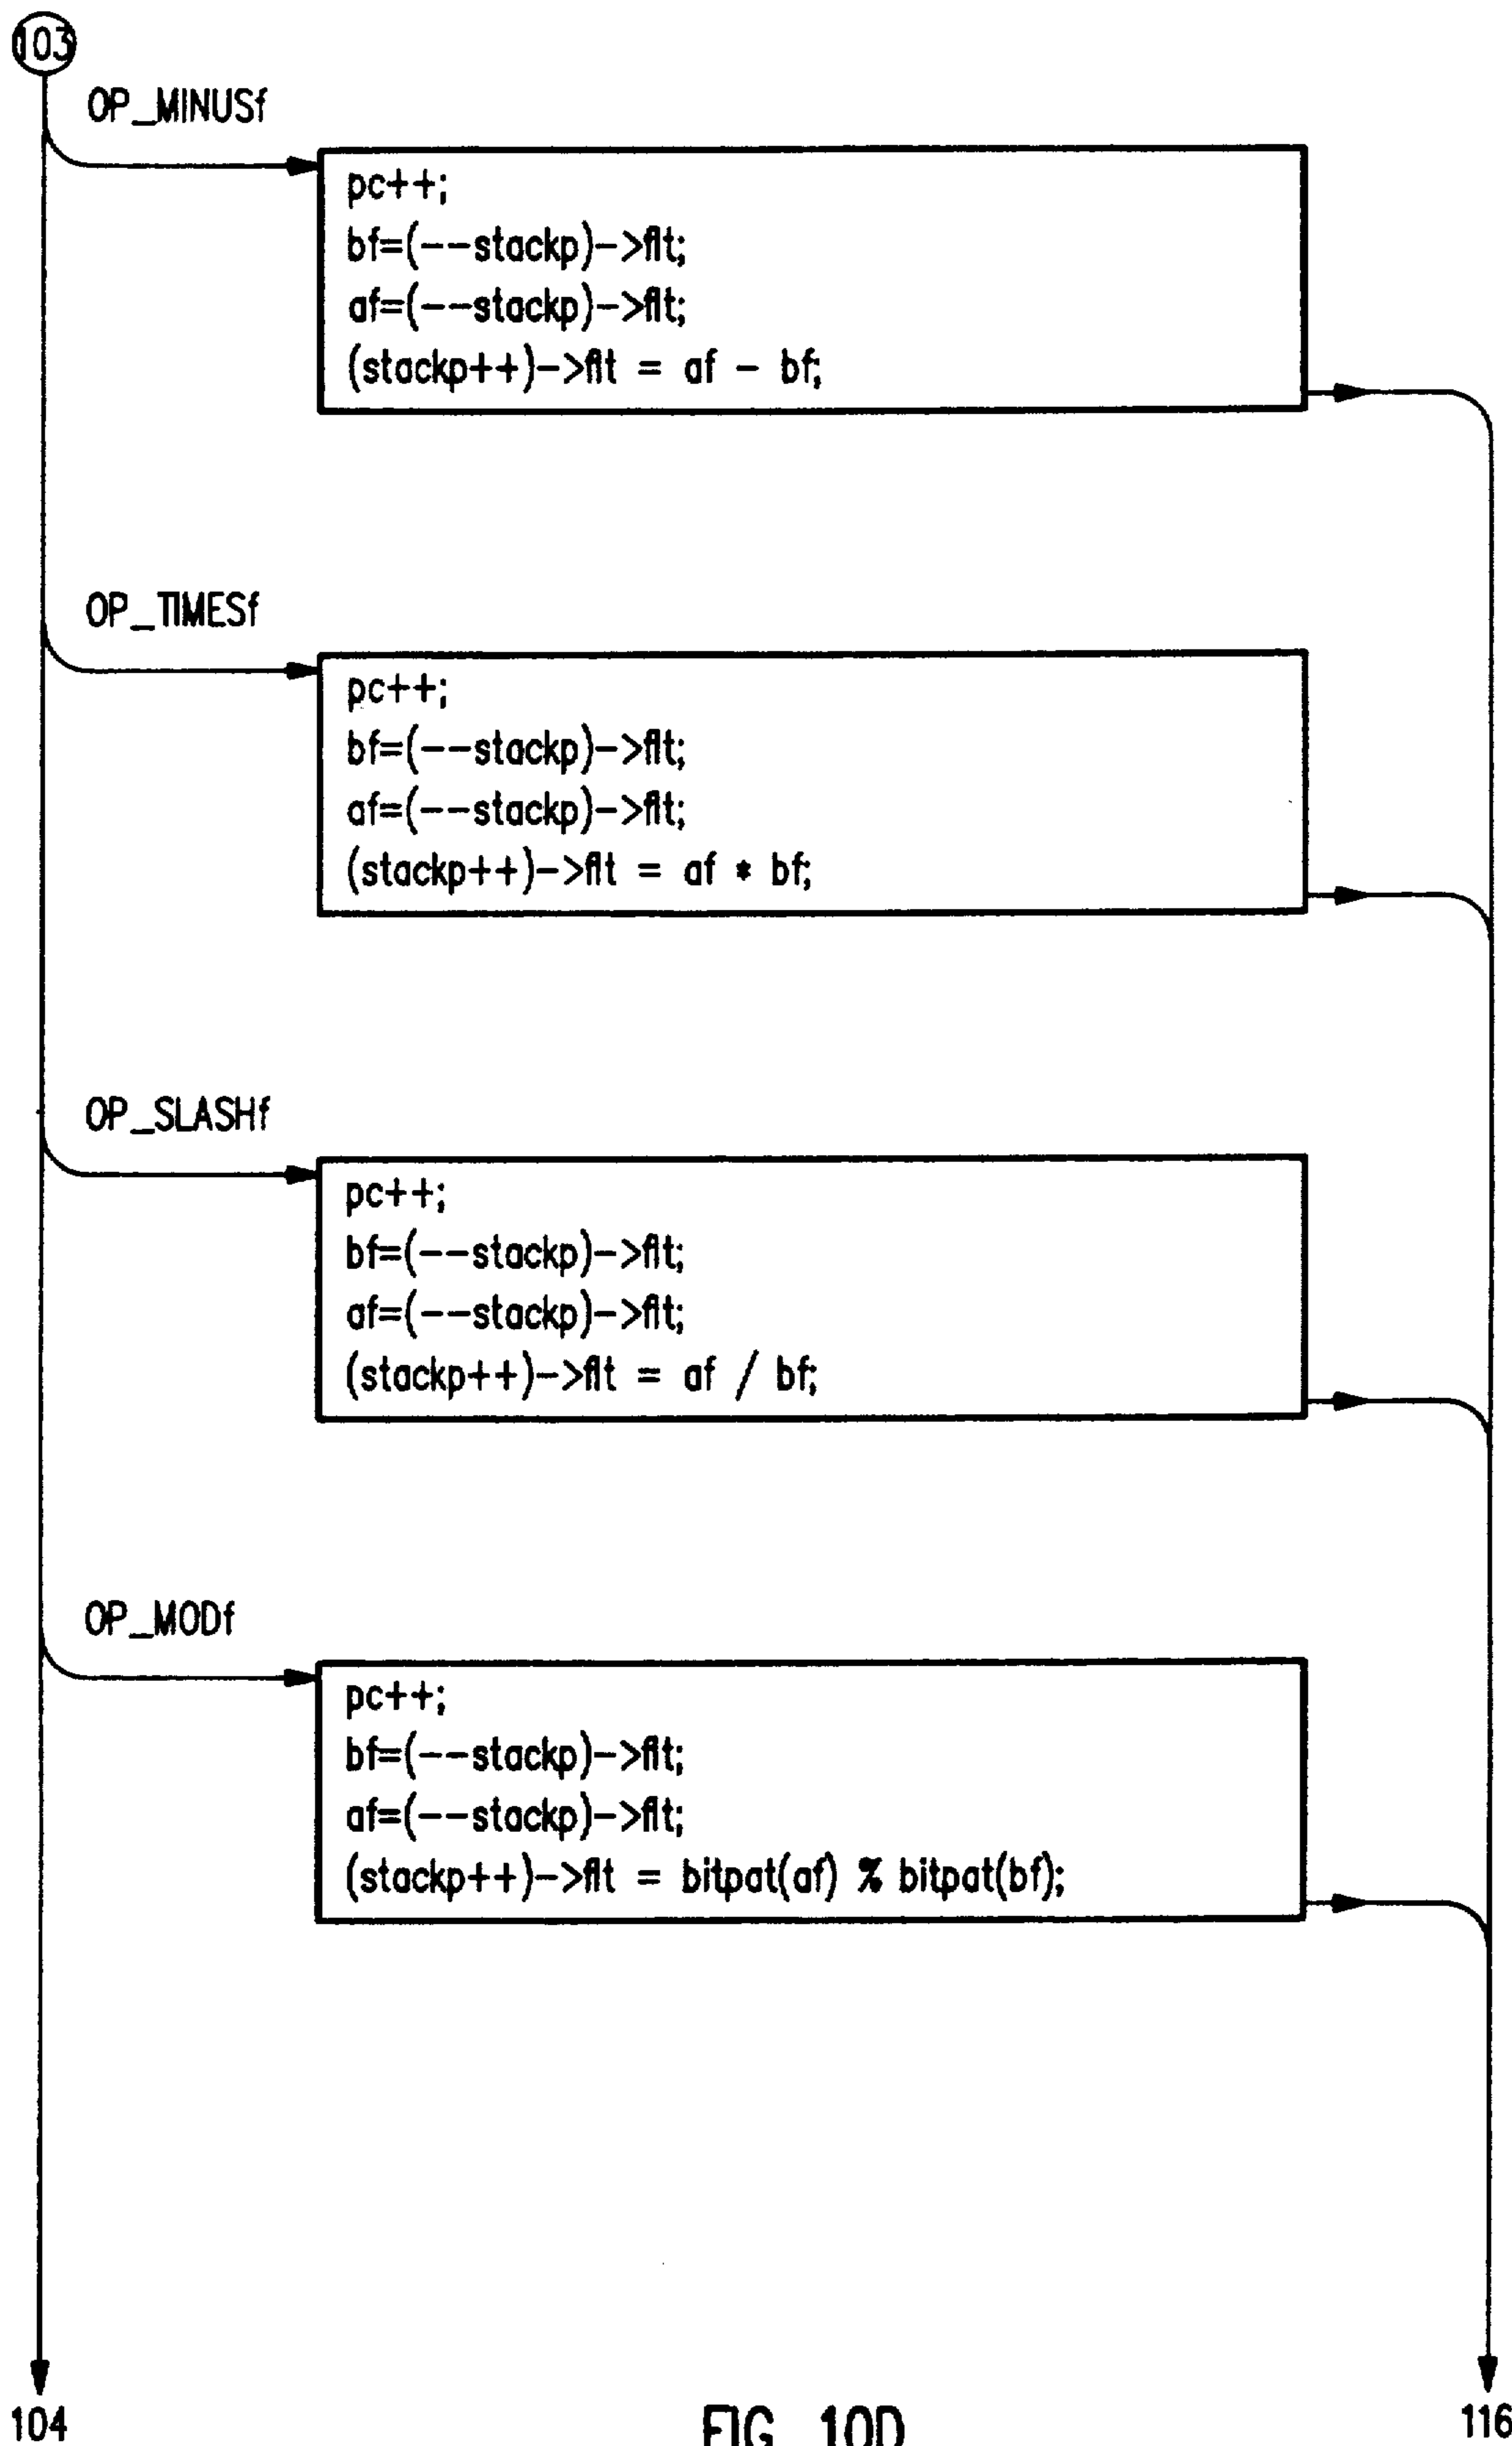 103
OP_MINUSf
pc++;
bf=(--stackp)->flt;
af=(--stackp)->flt;
(stackp++)->flt = af - bf;
OP_TIMESf
pc++;
bf=(--stackp)->flt;
af=(--stackp)->flt;
(stackp++)->flt = af * bf;
OP_SLASHf
pc++;
bf=(--stackp)->flt;
af=(--stackp)->flt;
(stackp++)->flt = af / bf;
OP_MODf
pc++;
bf=(--stackp)->flt;
af=(--stackp)->flt;
(stackp++)->flt = bitpat(af) % bitpat(bf);
104
FIG. 10D
116